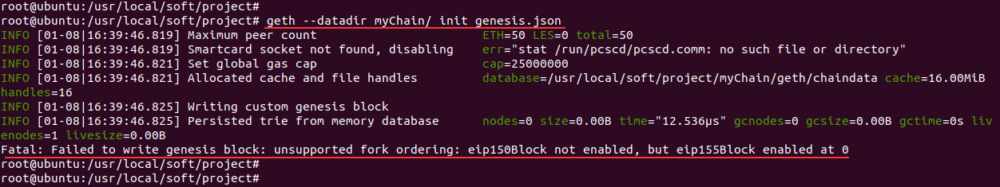 root@ubuntu:/usr/local/soft/project#
root@ubuntu:/usr/local/soft/project# geth --datadir myChain/ init genesis.json
INFO [01-08|16:39:46.819] Maximum peer count                       ETH=50 LES=0 total=50
INFO [01-08|16:39:46.819] Smartcard socket not found, disabling    err="stat /run/pcscd/pcscd.comm: no such file or directory"
INFO [01-08|16:39:46.821] Set global gas cap                       cap=25000000
INFO [01-08|16:39:46.821] Allocated cache and file handles         database=/usr/local/soft/project/myChain/geth/chaindata cache=16.00MiB
handles=16
INFO [01-08|16:39:46.825] Writing custom genesis block
INFO [01-08|16:39:46.825] Persisted trie from memory database      nodes=0 size=0.00B time="12.536µs" gcnodes=0 gcsize=0.00B gctime=0s liv
enodes=1 livesize=0.00B
Fatal: Failed to write genesis block: unsupported fork ordering: eip150Block not enabled, but eip155Block enabled at 0
root@ubuntu:/usr/local/soft/project#
root@ubuntu:/usr/local/soft/project#